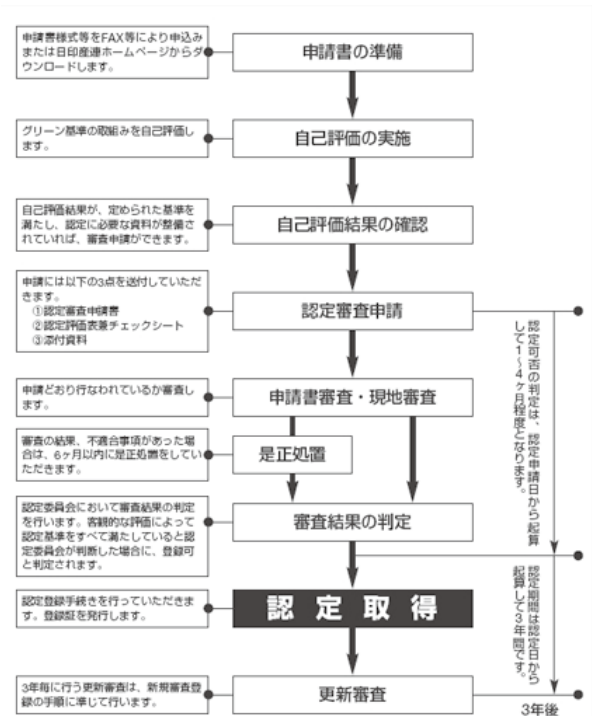 申請書様式等をFAX等により申込み
または日印産連ホームページからダ
ウンロードします。
申請書の準備
グリーン基準の取組みを自己評価し
ます。
自己評価の実施
自己評価結果が、定められた基準を
満たし、認定に必要な資料が整備さ
れていれば、審査申請ができます。
自己評価結果の確認
申請には以下の3点を送付していただ
きます。
①認定審査申請書
②認定評価表兼チェックシート
③添付資料
認定審査申請
認定可否の判定は、認定申請日から起算
して1～4ヶ月程度となります。
申請どおり行なわれているか審査し
ます。
申請書審査・現地審査
審査の結果、不適合事項があった場
合は、6ヶ月以内に是正処置をしてい
ただきます。
是正処置
認定委員会において審査結果の判定
を行います。客観的な評価によって
認定基準をすべて満たしていると認
定委員会が判断した場合に、登録可
と判定されます。
審査結果の判定
認定登録手続きを行っていただきま
す。登録証を発行します。
認定取得
認定期間は認定日から
起算して3年間です。
3年毎に行う更新審査は、新規審査登
録の手順に準じて行います。
更新審査
3年後